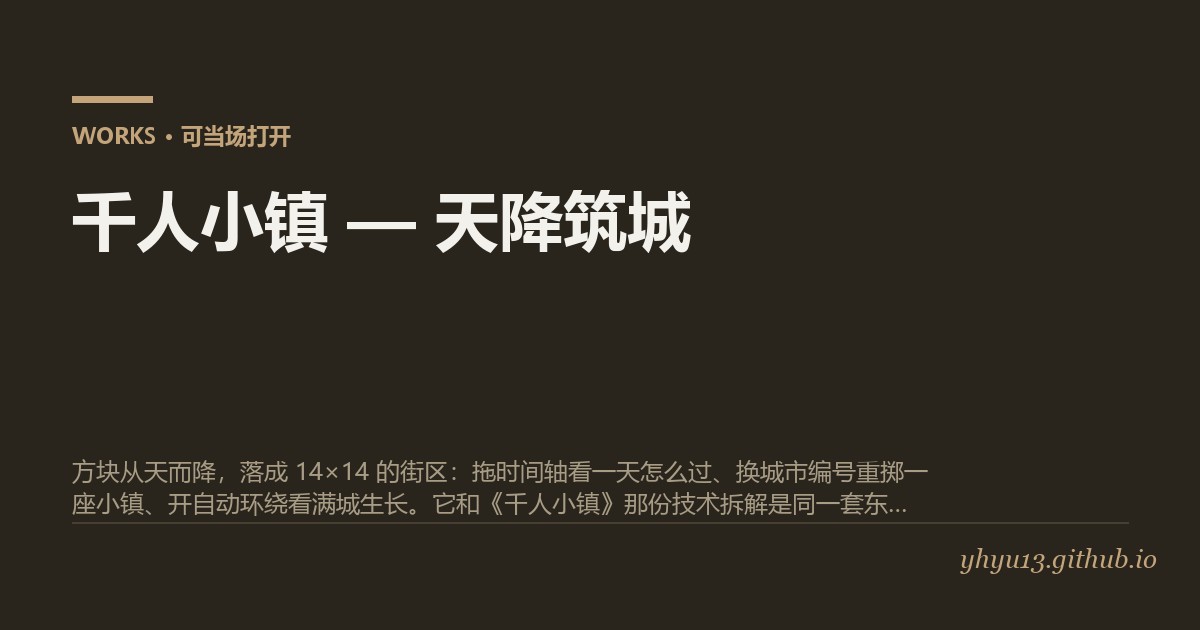 WORKS · 可当场打开
千人小镇 — 天降筑城
方块从天而降，落成 14×14 的街区：拖时间轴看一天怎么过、换城市编号重掷一
座小镇、开自动环绕看满城生长。它和《千人小镇》那份技术拆解是同一套东…
yhyu13.github.io